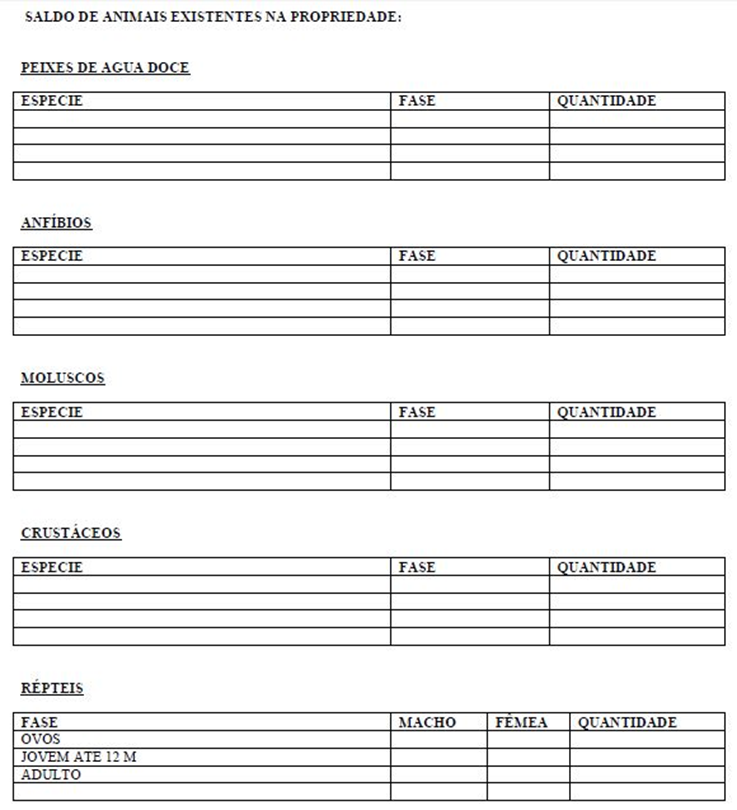 SALDO DE ANIMAIS EXISTENTES NA PROPRIEDADE:
PEIXES DE AGUA DOCE
ESPECIE FASE QUANTIDADE
ANFÍBIOS
ESPECIE FASE QUANTIDADE
MOLUSCOS
ESPECIE FASE QUANTIDADE
CRUSTÁCEOS
ESPECIE FASE QUANTIDADE
RÉPTEIS
FASE MACHO FÊMEA QUANTIDADE
OVOS
JOVEM ATE 12 M
ADULTO